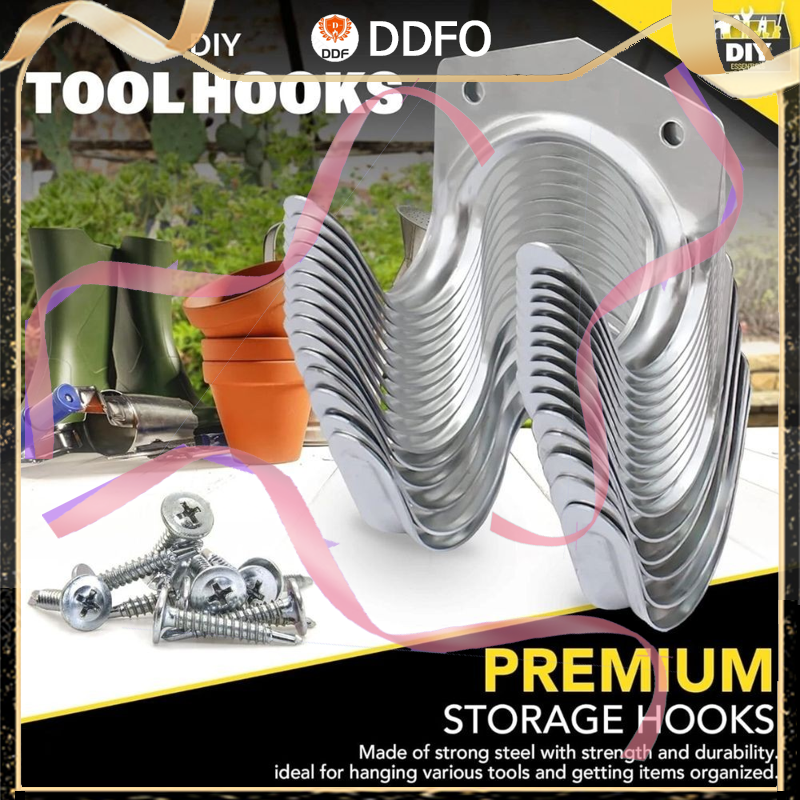 DDF
DDFO
DIY
TOOL HOOKS
DIY
ESSENTIALS
PREMIUM
STORAGE HOOKS
Made of strong steel with strength and durability.
ideal for hanging various tools and getting items organized.